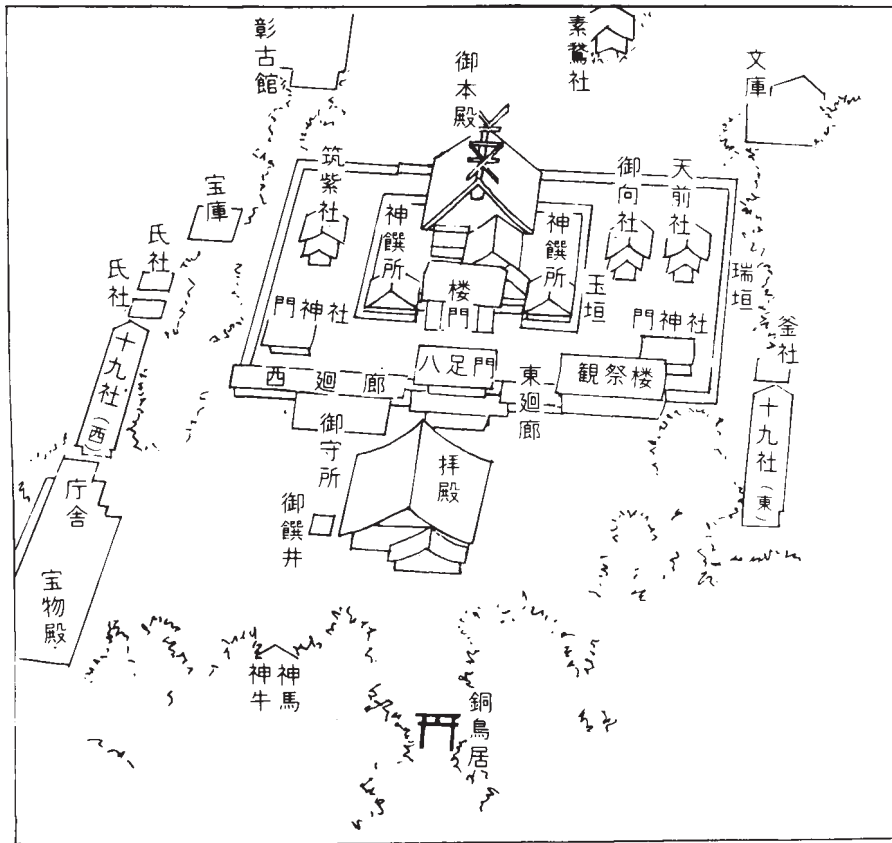 彰古館
素鵞社
御本殿
文庫
筑紫社
御向社
天前社
宝庫
神饌所
神饌所
氏社
氏社
玉垣
瑞垣
楼門
門神社
門神社
釜社
十九社（西）
西廻廊
八足門
東廻廊
観祭楼
十九社（東）
御守所
拝殿
庁舎
御饌井
宝物殿
神馬
神牛
銅鳥居